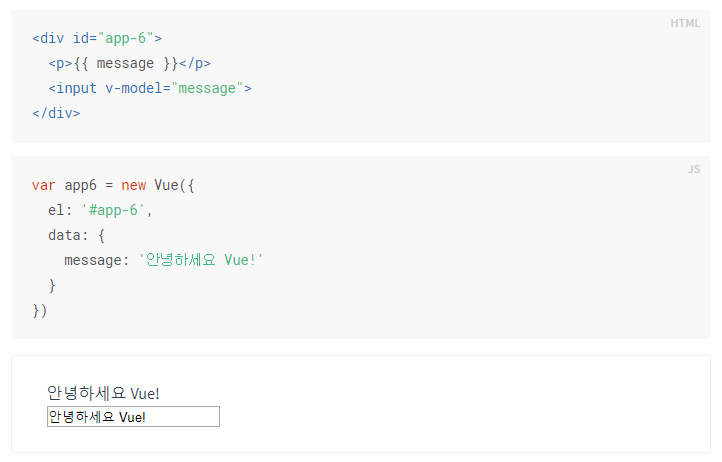 HTML
<div id="app-6">
  <p>{{ message }}</p>
  <input v-model="message">
</div>
JS
var app6 = new Vue({
  el: '#app-6',
  data: {
    message: '안녕하세요 Vue!'
  }
})
안녕하세요 Vue!
안녕하세요 Vue!